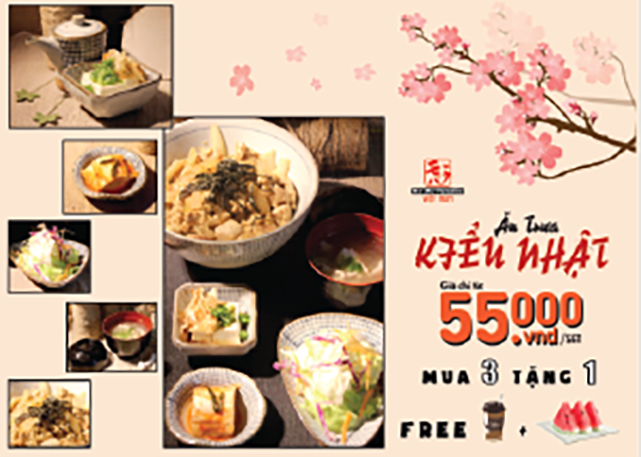 Ăn Trưa
KIỂU NHẬT
Giá chỉ từ
55.000
.vnd/SET
MUA 3 TẶNG 1
FREE +